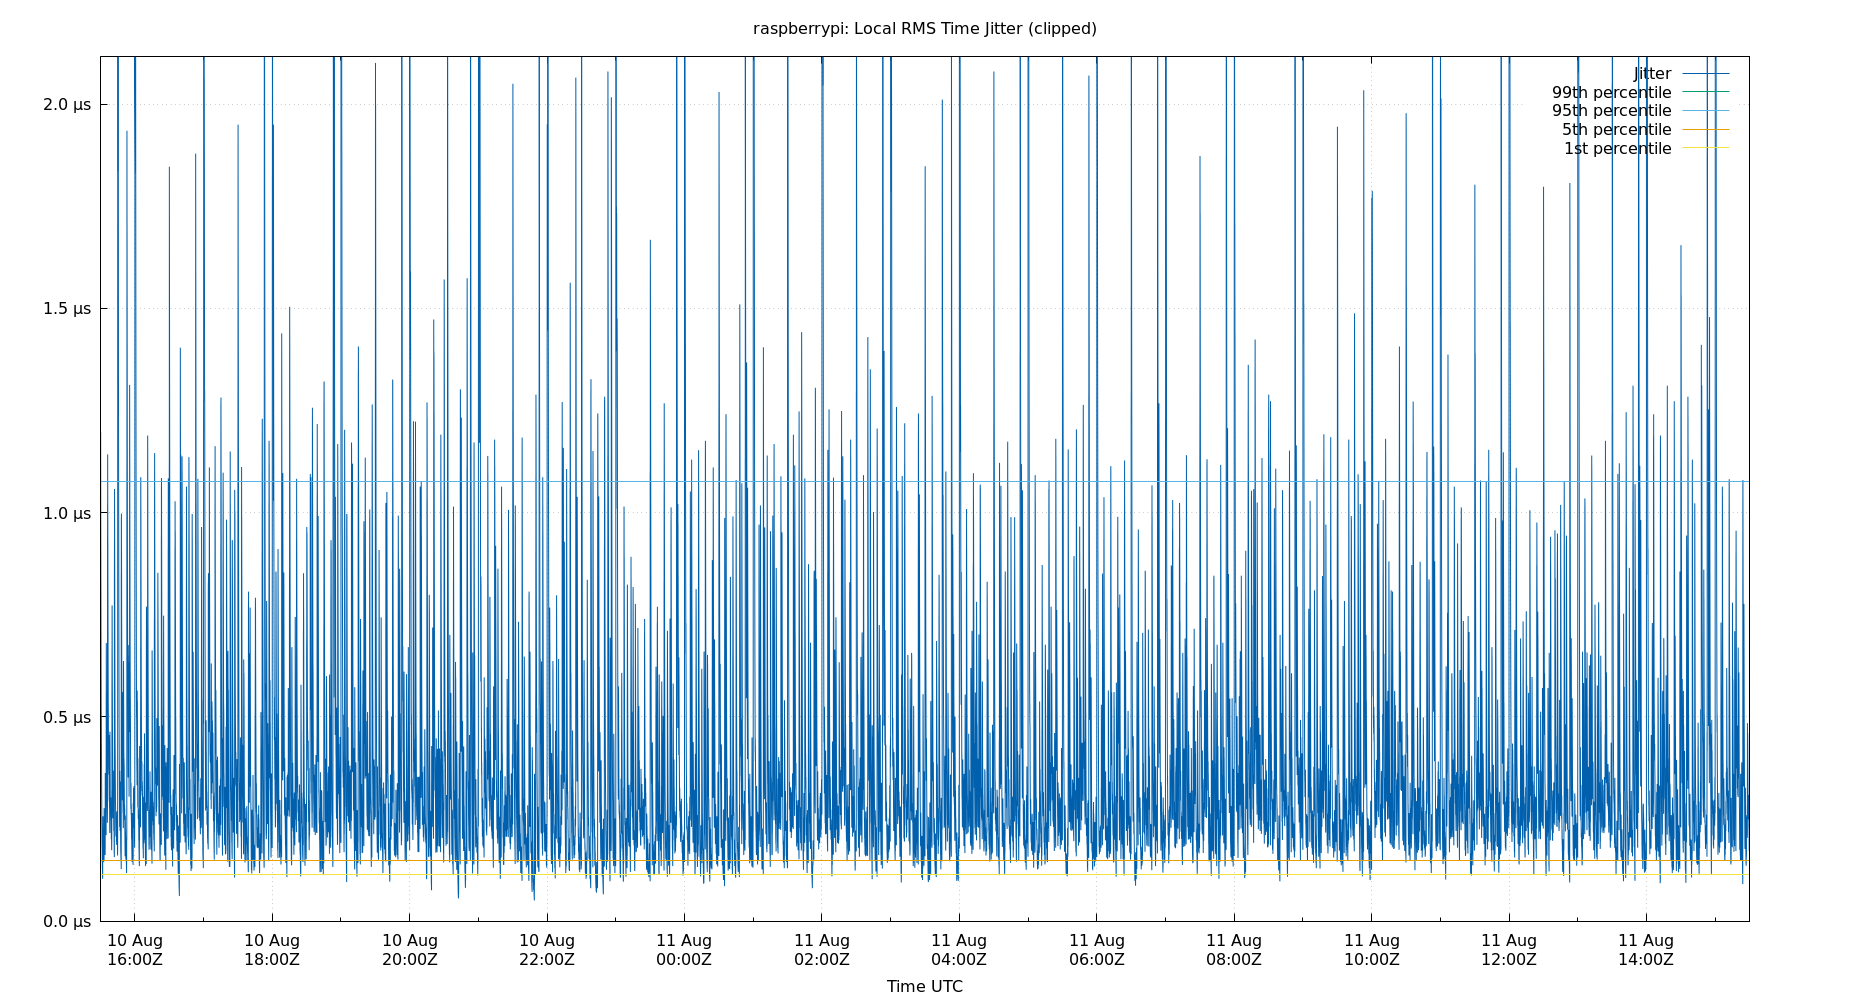 raspberrypi: Local RMS Time Jitter (clipped)
Jitter
99th percentile
95th percentile
5th percentile
1st percentile
2.0 µs
1.5 µs
1.0 µs
0.5 µs
0.0 µs
10 Aug 10 Aug 10 Aug 10 Aug 11 Aug 11 Aug 11 Aug 11 Aug 11 Aug 11 Aug 11 Aug 11 Aug
16:00Z 18:00Z 20:00Z 22:00Z 00:00Z 02:00Z 04:00Z 06:00Z 08:00Z 10:00Z 12:00Z 14:00Z
Time UTC